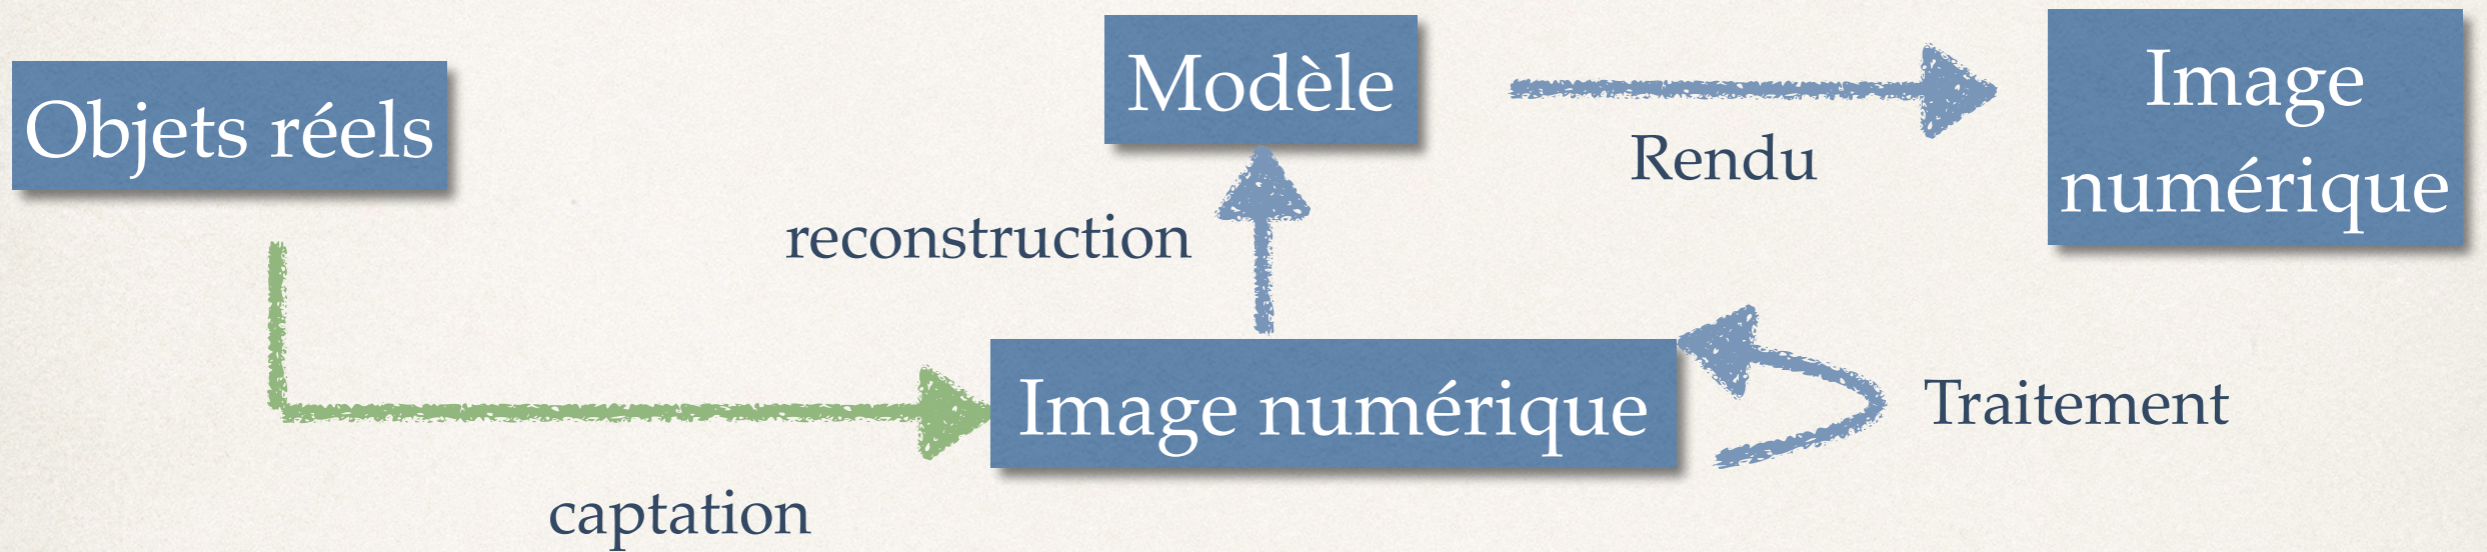 Objets réels
Modèle
Rendu
Image
numérique
reconstruction
Image numérique
Traitement
captation